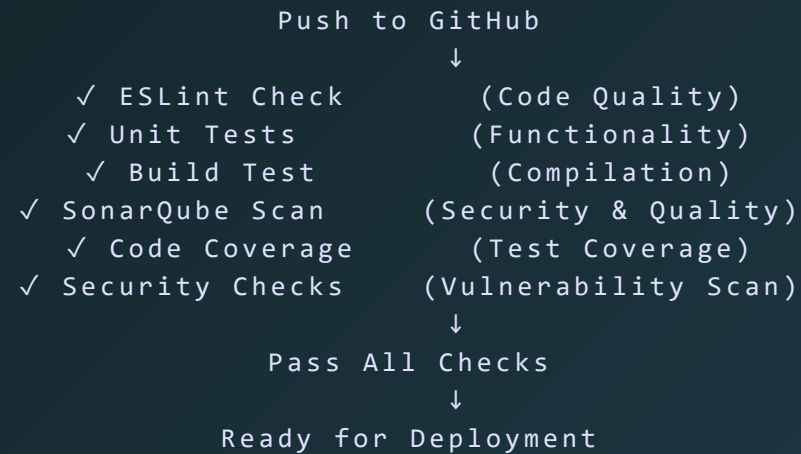 Push to GitHub
↓
✓ ESLint Check (Code Quality)
✓ Unit Tests (Functionality)
✓ Build Test (Compilation)
✓ SonarQube Scan (Security & Quality)
✓ Code Coverage (Test Coverage)
✓ Security Checks (Vulnerability Scan)
↓
Pass All Checks
↓
Ready for Deployment